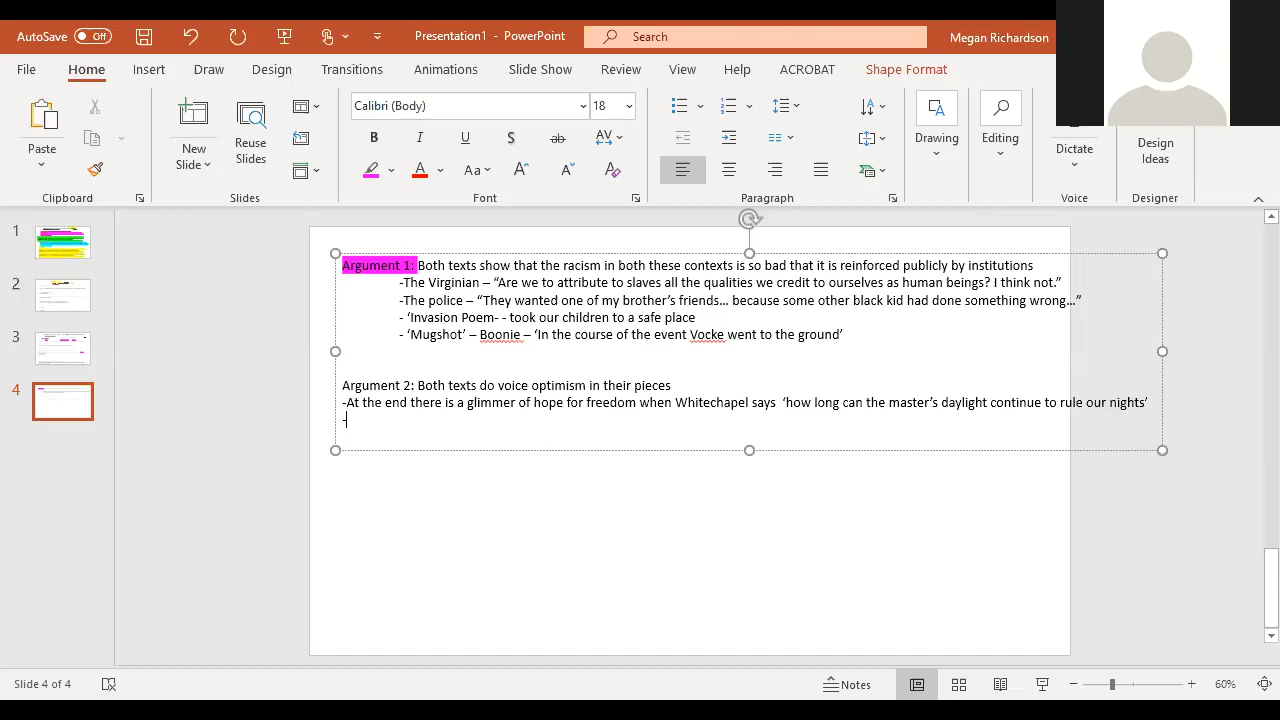 AutoSave Off Presentation1 - PowerPoint Search Megan Richardson
File Home Insert Draw Design Transitions Animations Slide Show Review View Help ACROBAT Shape Format
Calibri (Body) 18
Paste New Slide Reuse Slides Drawing Editing Dictate Design Ideas
Clipboard Slides Font Paragraph Voice Designer
1
2
3
4
Argument 1: Both texts show that the racism in both these contexts is so bad that it is reinforced publicly by institutions
-The Virginian – “Are we to attribute to slaves all the qualities we credit to ourselves as human beings? I think not.”
-The police – “They wanted one of my brother’s friends… because some other black kid had done something wrong…”
- ‘Invasion Poem- - took our children to a safe place
- ‘Mugshot’ – Boonie – ‘In the course of the event Vocke went to the ground’
Argument 2: Both texts do voice optimism in their pieces
-At the end there is a glimmer of hope for freedom when Whitechapel says  ‘how long can the master’s daylight continue to rule our nights’
-
Slide 4 of 4 Notes 60%